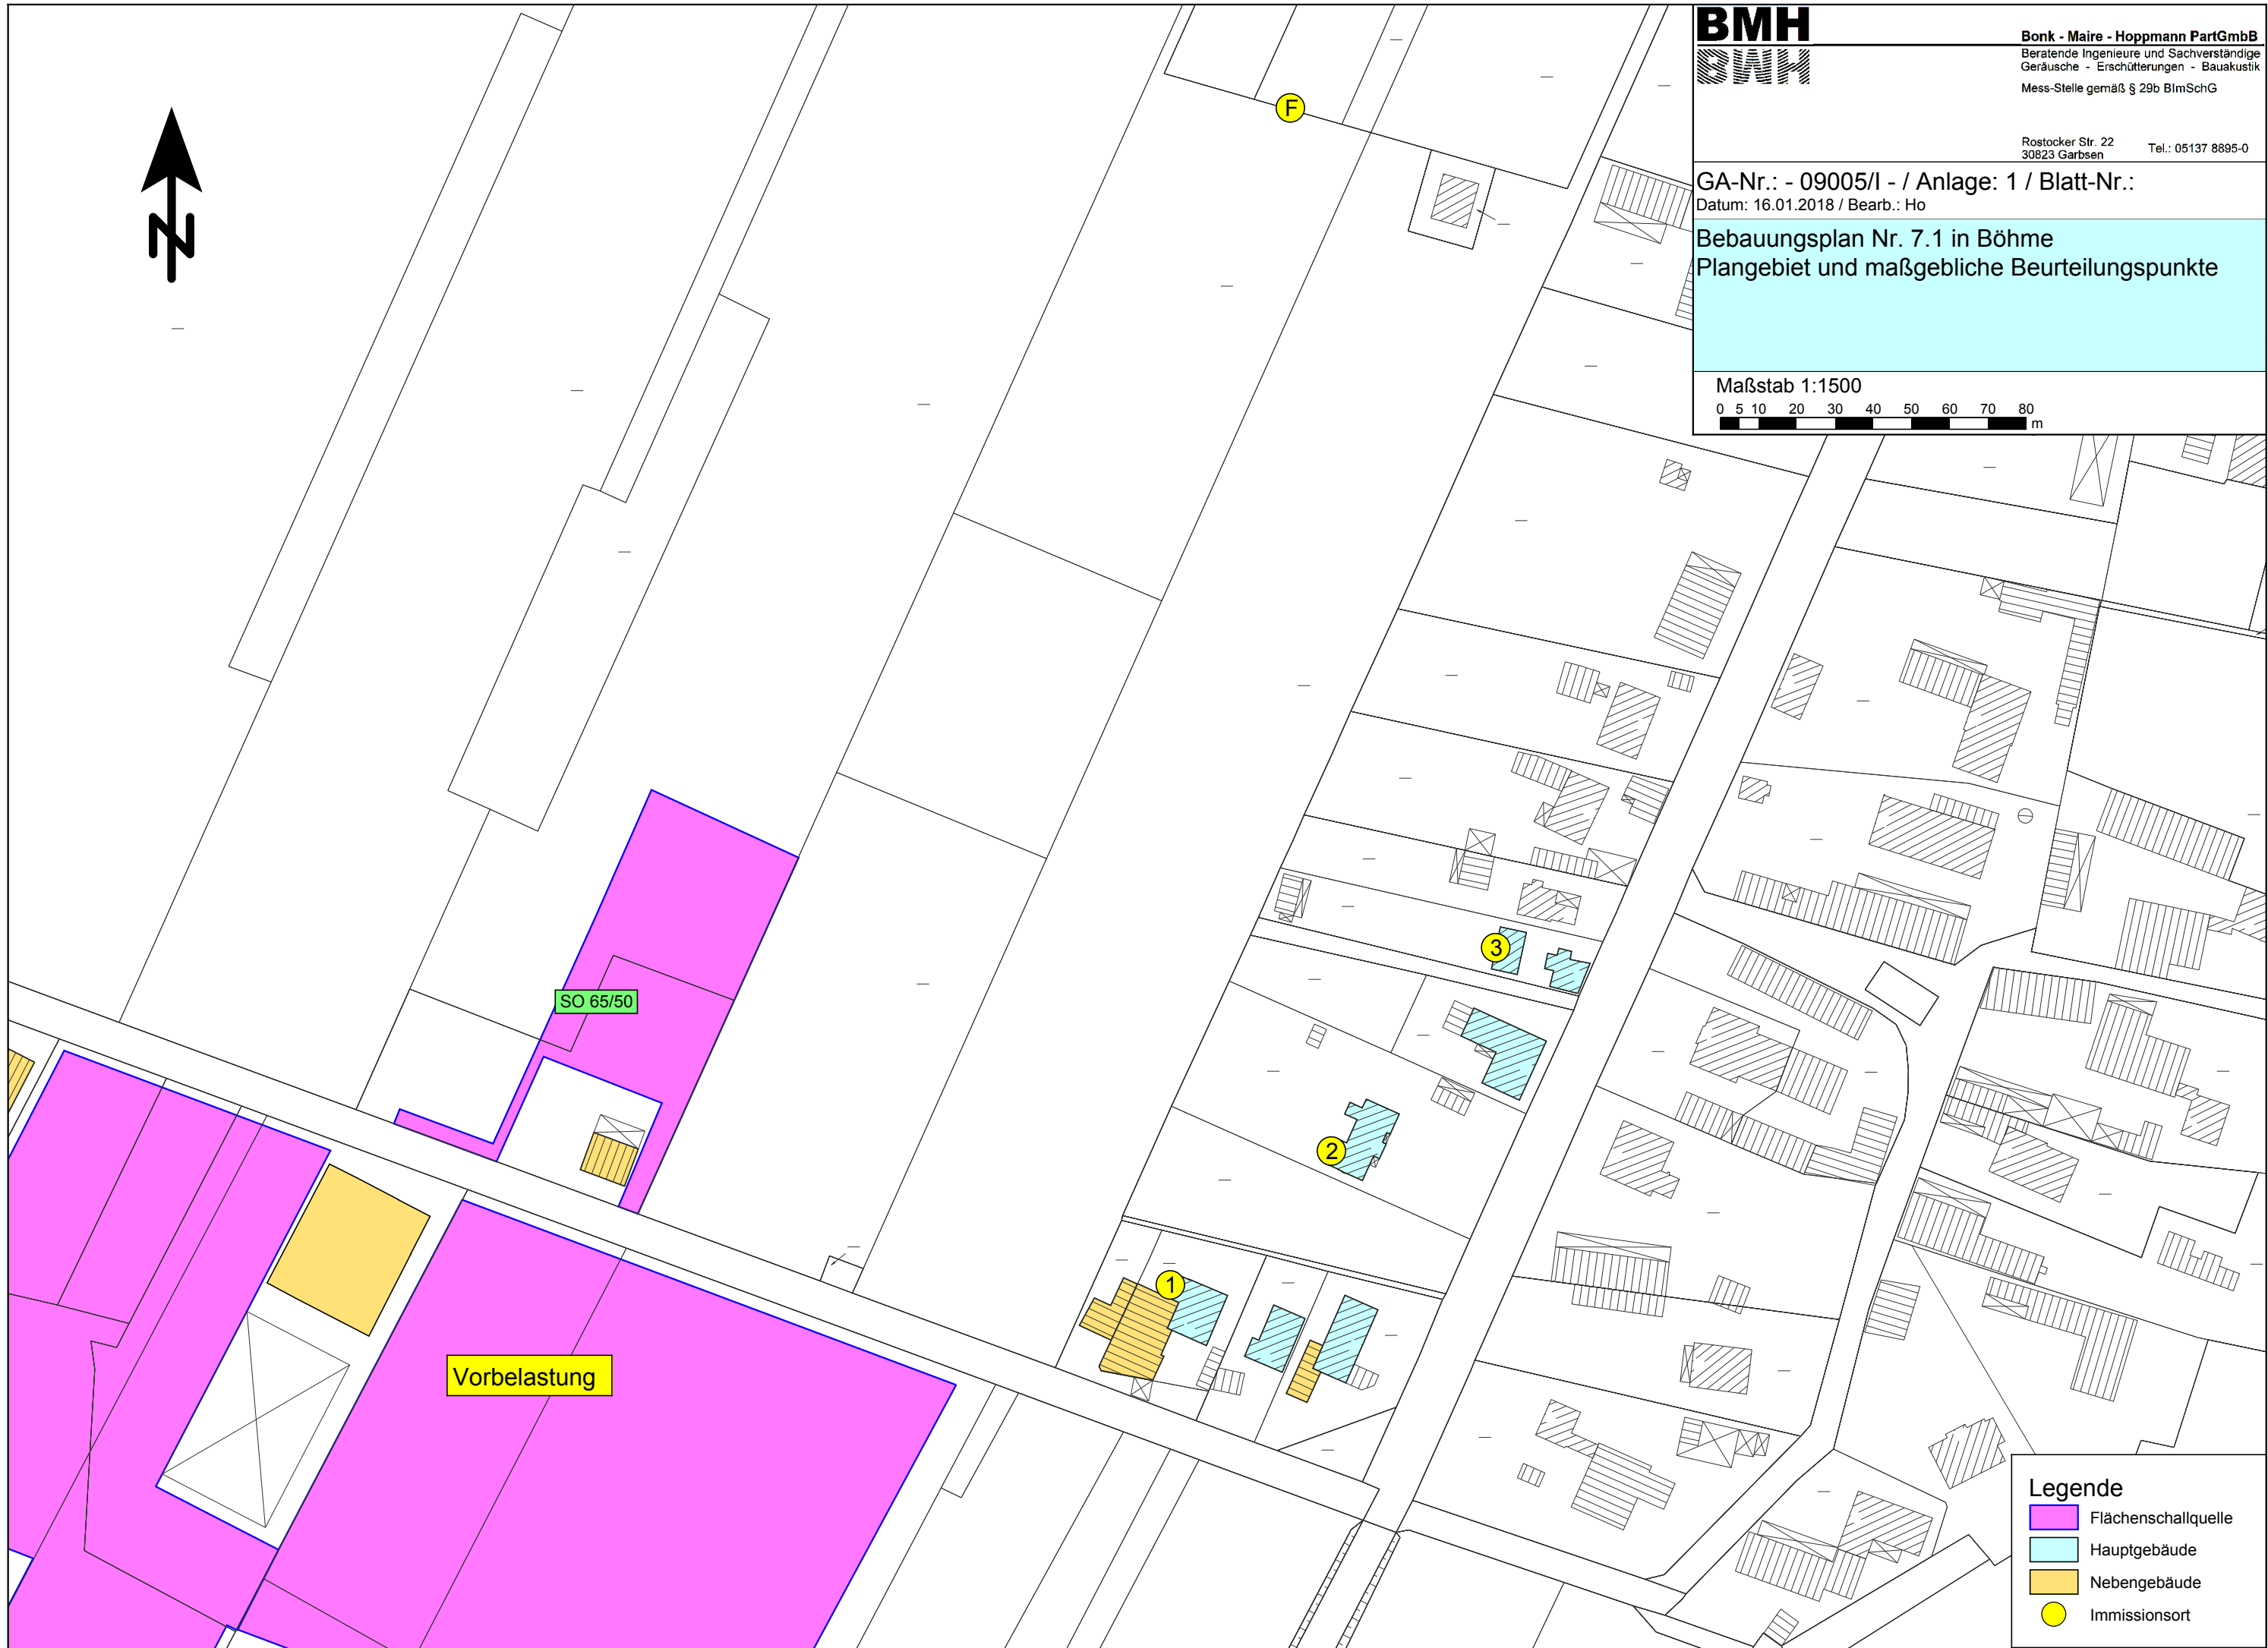 BMH
BMH
Bonk - Maire - Hoppmann PartGmbB
Beratende Ingenieure und Sachverständige
Geräusche - Erschütterungen - Bauakustik
Mess-Stelle gemäß § 29b BImSchG
Rostocker Str. 22
30823 Garbsen
Tel.: 05137 8895-0
GA-Nr.: - 09005/I - / Anlage: 1 / Blatt-Nr.:
Datum: 16.01.2018 / Bearb.: Ho
Bebauungsplan Nr. 7.1 in Böhme
Plangebiet und maßgebliche Beurteilungspunkte
Maßstab 1:1500
0 5 10 20 30 40 50 60 70 80
m
N
F
3
SO 65/50
2
1
Vorbelastung
Legende
Flächenschallquelle
Hauptgebäude
Nebengebäude
Immissionsort